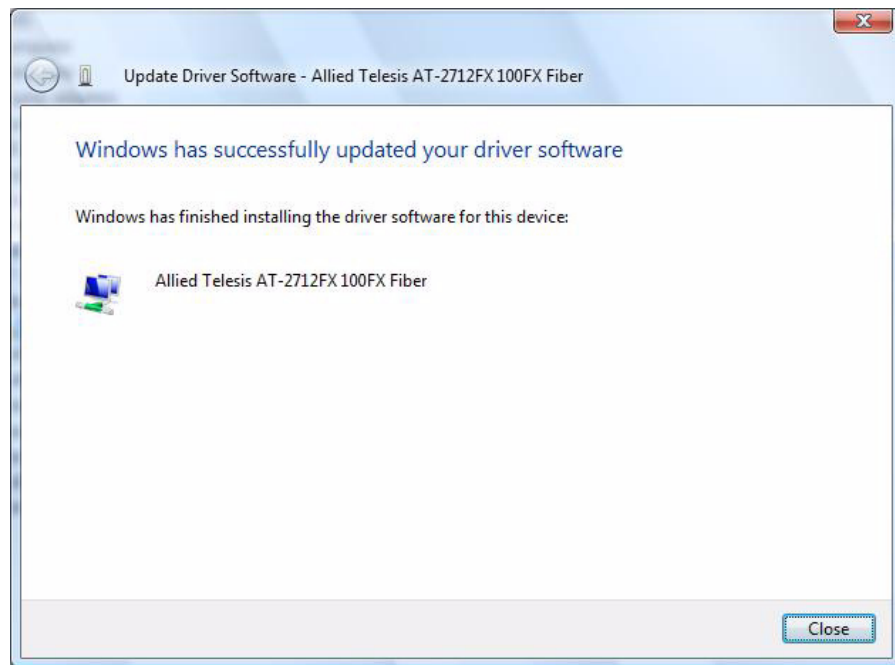 Update Driver Software - Allied Telesis AT-2712FX 100FX Fiber
Windows has successfully updated your driver software
Windows has finished installing the driver software for this device:
Allied Telesis AT-2712FX 100FX Fiber
Close